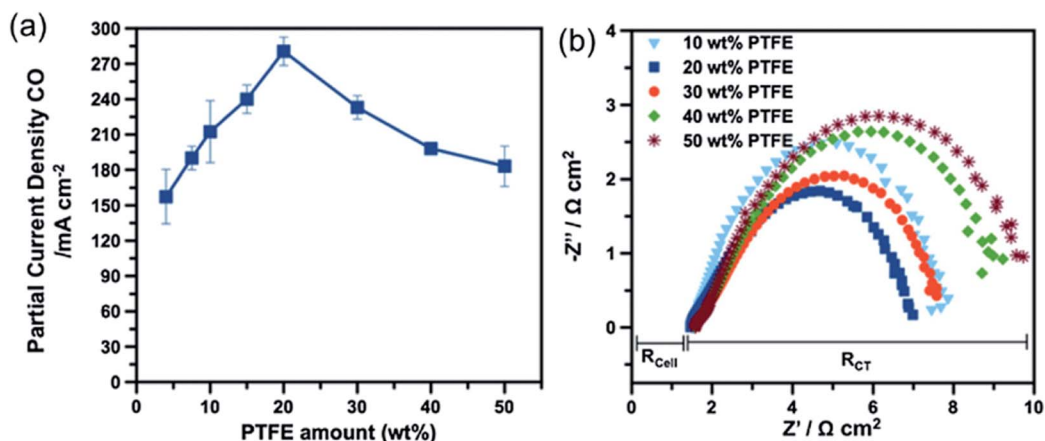 (a)
Partial Current Density CO
/mA cm⁻²
300
270
240
210
180
150
120
90
60
30
0
0
10
20
30
40
50
PTFE amount (wt%)
(b)
10 wt% PTFE
20 wt% PTFE
30 wt% PTFE
40 wt% PTFE
50 wt% PTFE
-Z'' / Ω cm²
4
3
2
1
0
R_Cell
R_CT
0
2
4
6
8
10
Z' / Ω cm²